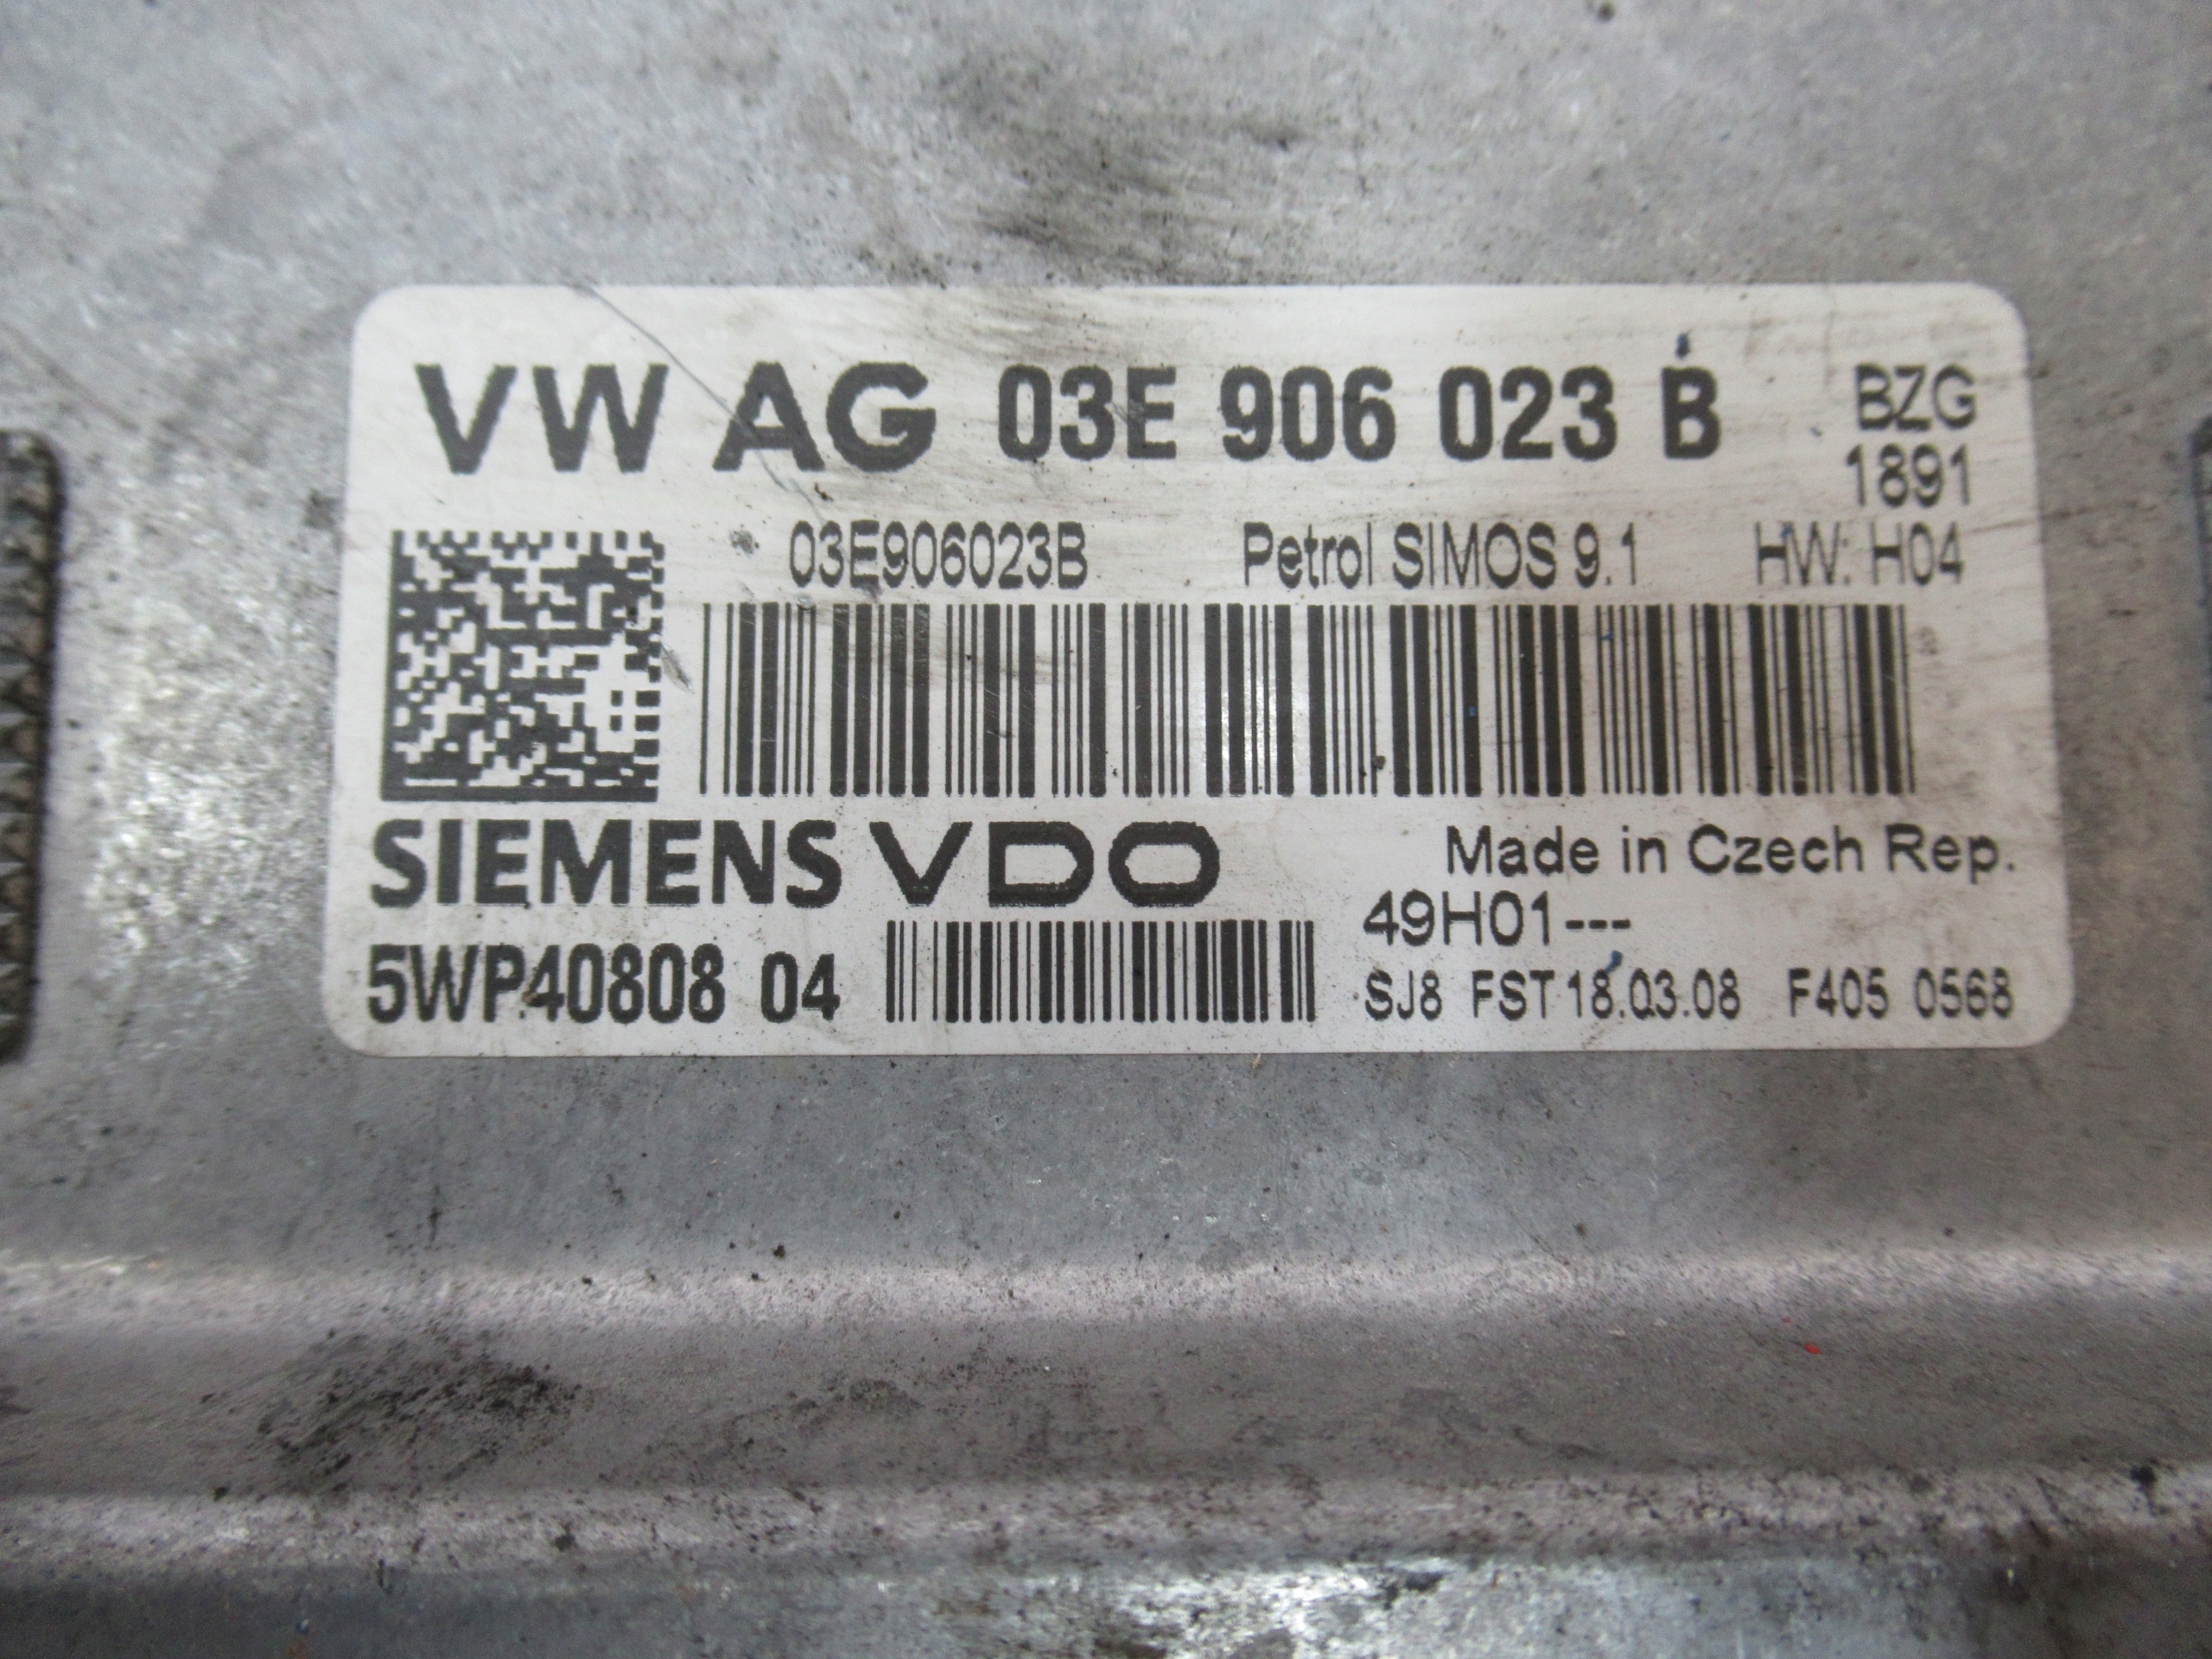 VW AG 03E 906 023 B BZG
1891
03E906023B Petrol SIMOS 9.1 HW: H04
SIEMENS VDO Made in Czech Rep.
49H01---
5WP40808 04 SJ8 FST 18.03.08 F405 0568